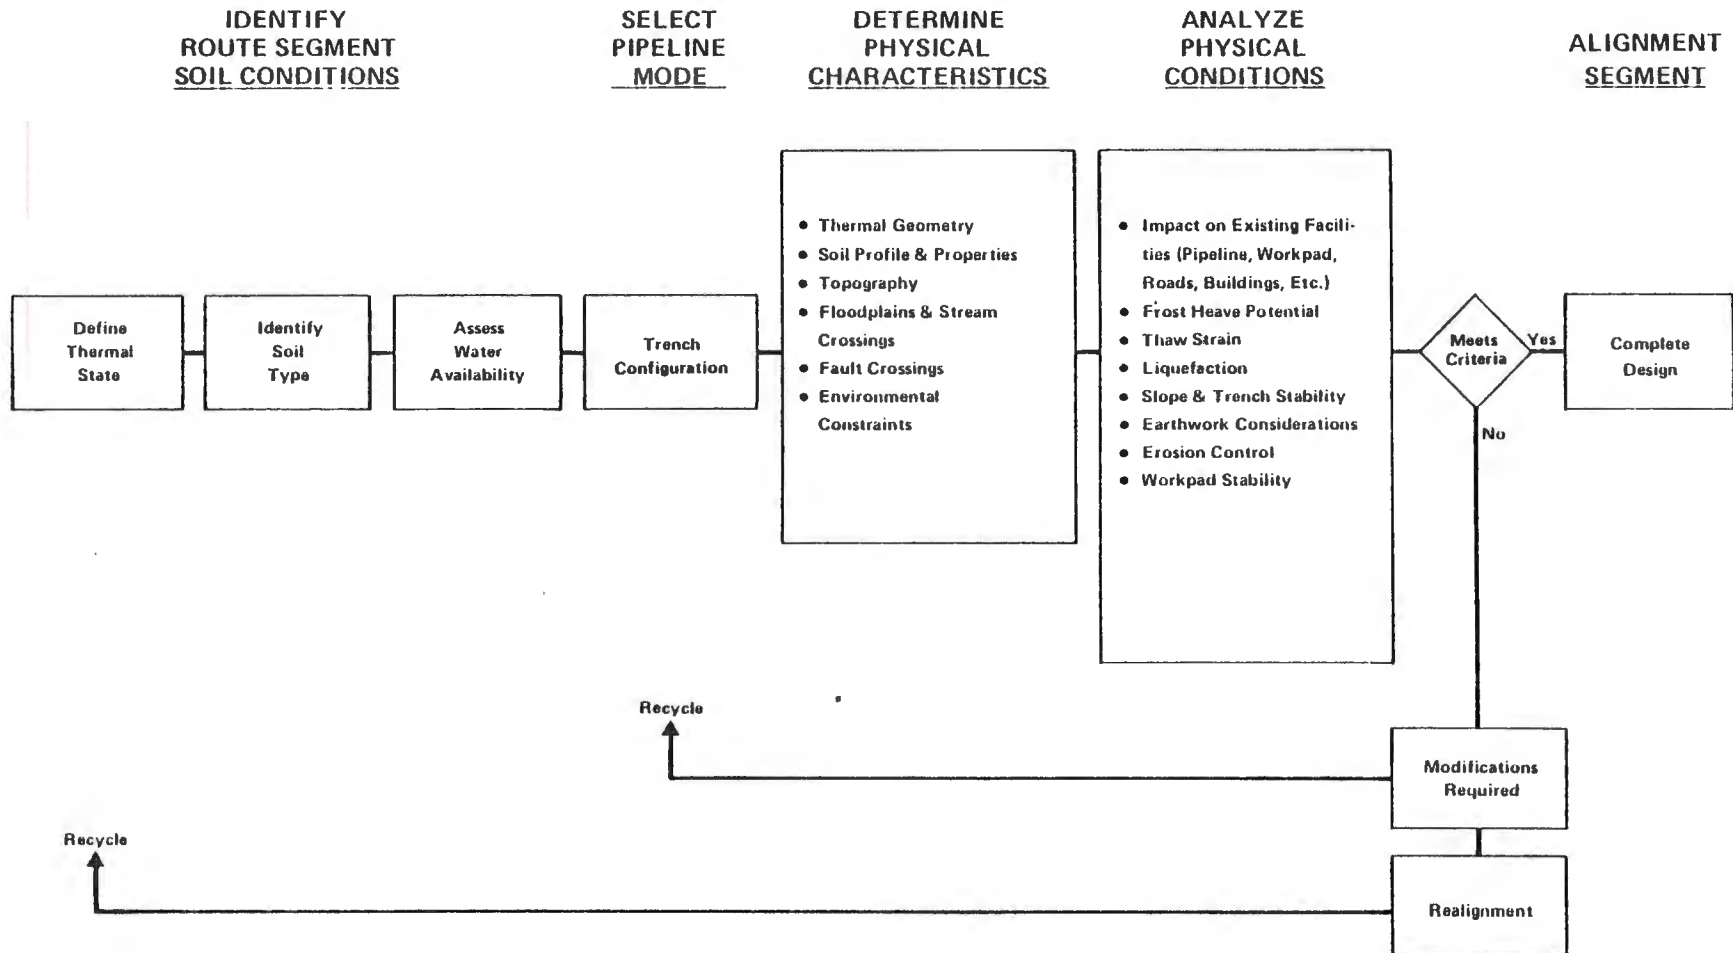 IDENTIFY
ROUTE SEGMENT
SOIL CONDITIONS
SELECT
PIPELINE
MODE
DETERMINE
PHYSICAL
CHARACTERISTICS
ANALYZE
PHYSICAL
CONDITIONS
ALIGNMENT
SEGMENT
Define
Thermal
State
Identify
Soil
Type
Assess
Water
Availability
Trench
Configuration
• Thermal Geometry
• Soil Profile & Properties
• Topography
• Floodplains & Stream
Crossings
• Fault Crossings
• Environmental
Constraints
• Impact on Existing Facili-
ties (Pipeline, Workpad,
Roads, Buildings, Etc.)
• Frost Heave Potential
• Thaw Strain
• Liquefaction
• Slope & Trench Stability
• Earthwork Considerations
• Erosion Control
• Workpad Stability
Meets
Criteria
Yes
No
Complete
Design
Recycle
Modifications
Required
Recycle
Realignment